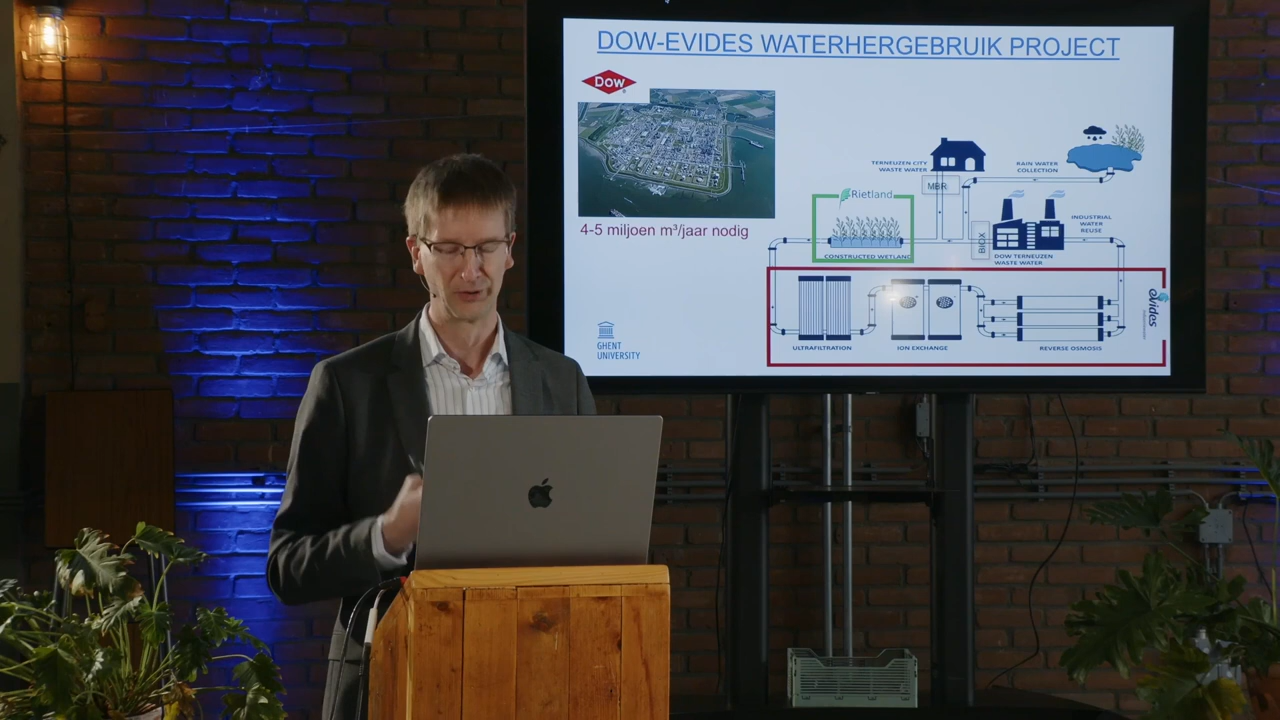 DOW-EVIDES WATERHERGEBRUIK PROJECT
Dow
4-5 miljoen m³/jaar nodig
GHENT
UNIVERSITY
TERNEUZEN CITY
WASTE WATER
MBR
RAIN WATER
COLLECTION
Rietland
CONSTRUCTED WETLAND
BIOX
INDUSTRIAL
WATER
REUSE
DOW TERNEUZEN
WASTE WATER
evides
ULTRAFILTRATION
ION EXCHANGE
REVERSE OSMOSIS